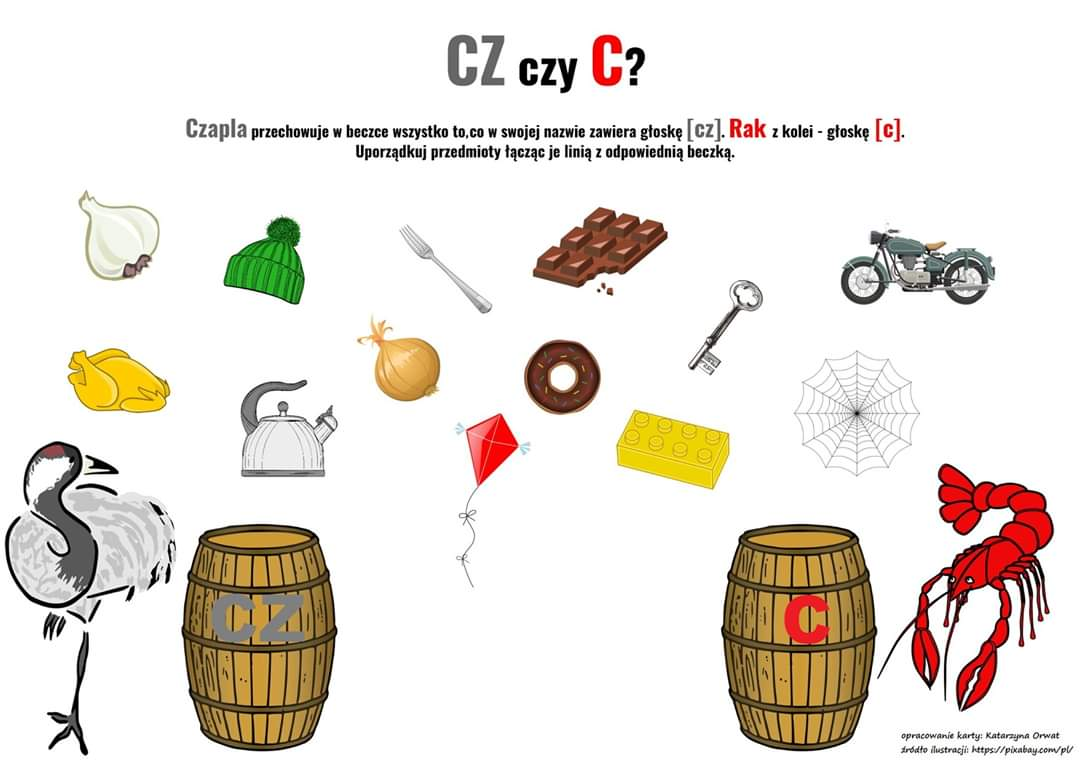 CZ czy C?
Czapla przechowuje w beczce wszystko to,co w swojej nazwie zawiera głoskę [cz]. Rak z kolei - głoskę [c].
Uporządkuj przedmioty łącząc je linią z odpowiednią beczką.
CZ
C
opracowanie karty: Katarzyna Orwat
źródło ilustracji: https://pixabay.com/pl/